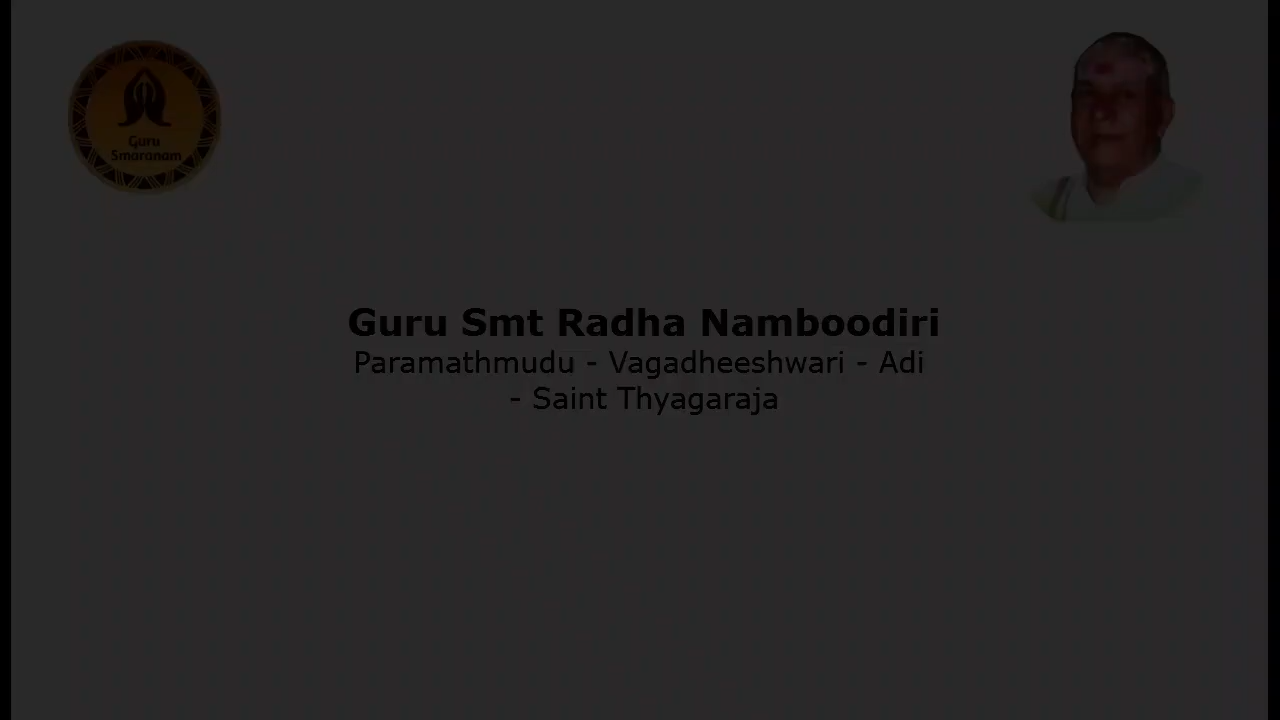 Guru
Smaranam
Guru Smt Radha Namboodiri
Paramathmudu - Vagadheeshwari - Adi
- Saint Thyagaraja